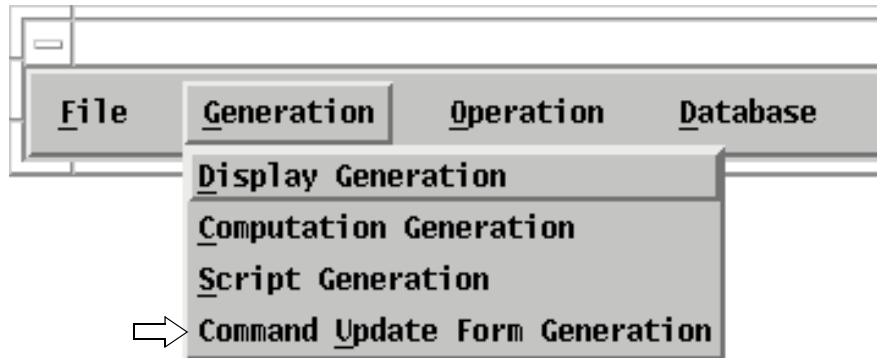 File Generation Operation Database
Display Generation
Computation Generation
Script Generation
Command Update Form Generation